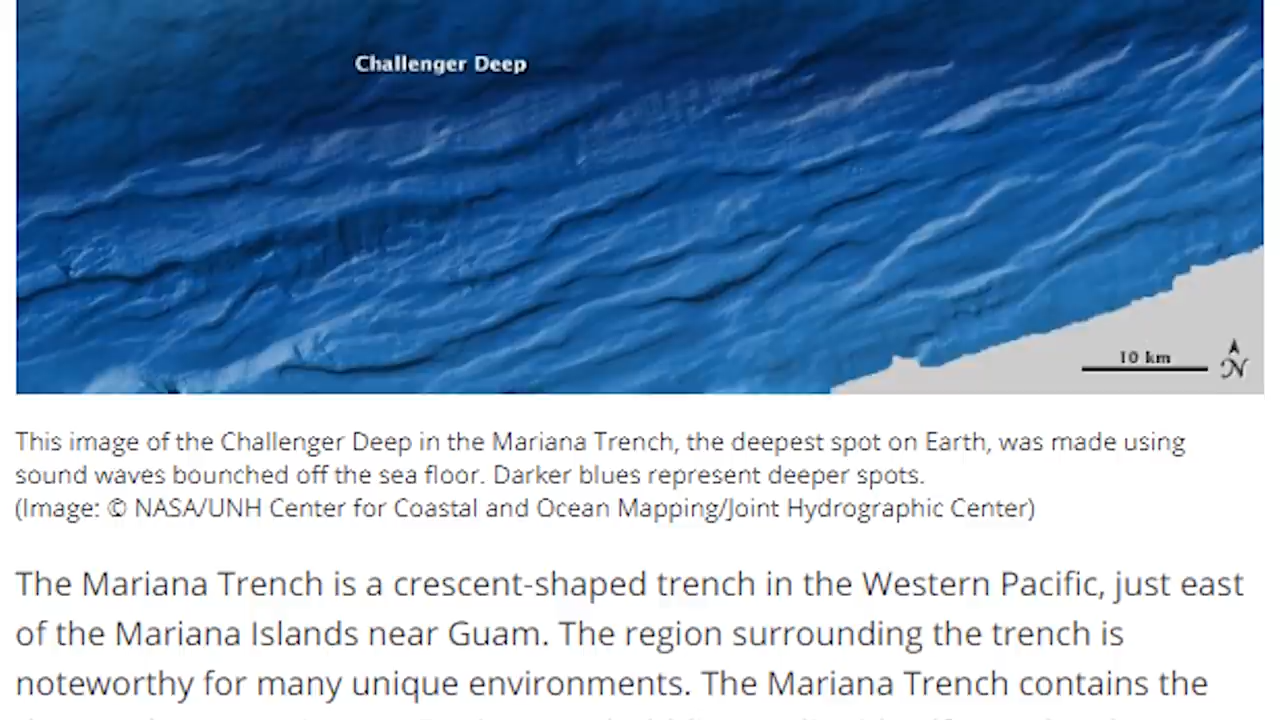 Challenger Deep
10 km
N
This image of the Challenger Deep in the Mariana Trench, the deepest spot on Earth, was made using
sound waves bounched off the sea floor. Darker blues represent deeper spots.
(Image: © NASA/UNH Center for Coastal and Ocean Mapping/Joint Hydrographic Center)
The Mariana Trench is a crescent-shaped trench in the Western Pacific, just east
of the Mariana Islands near Guam. The region surrounding the trench is
noteworthy for many unique environments. The Mariana Trench contains the